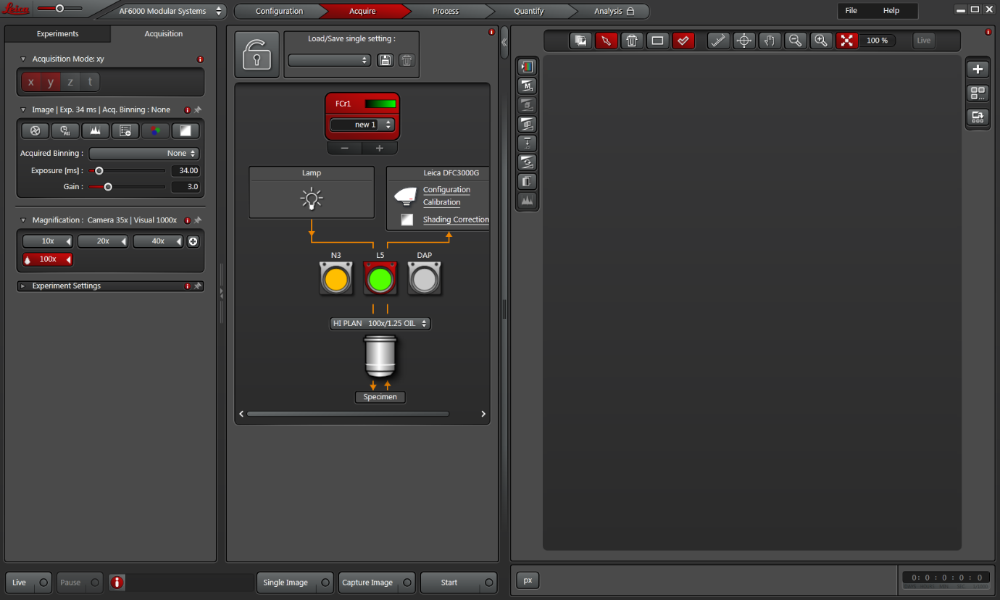 Leica
AF6000 Modular Systems
Configuration
Acquire
Process
Quantify
Analysis
File
Help
Experiments
Acquisition
Acquisition Mode: xy
x y z t
Image | Exp. 34 ms | Acq. Binning : None
Acquired Binning : None
Exposure [ms] : 34.00
Gain : 3.0
Magnification : Camera 35x | Visual 1000x
10x
20x
40x
100x
Experiment Settings
Load/Save single setting :
FCr1
new 1
Lamp
Leica DFC3000G
Configuration
Calibration
Shading Correction
N3
L5
DAP
HI PLAN 100x/1.25 OIL
Specimen
100 %
Live
Live
Pause
Single Image
Capture Image
Start
px
0: 0 : 0 : 0 : 0